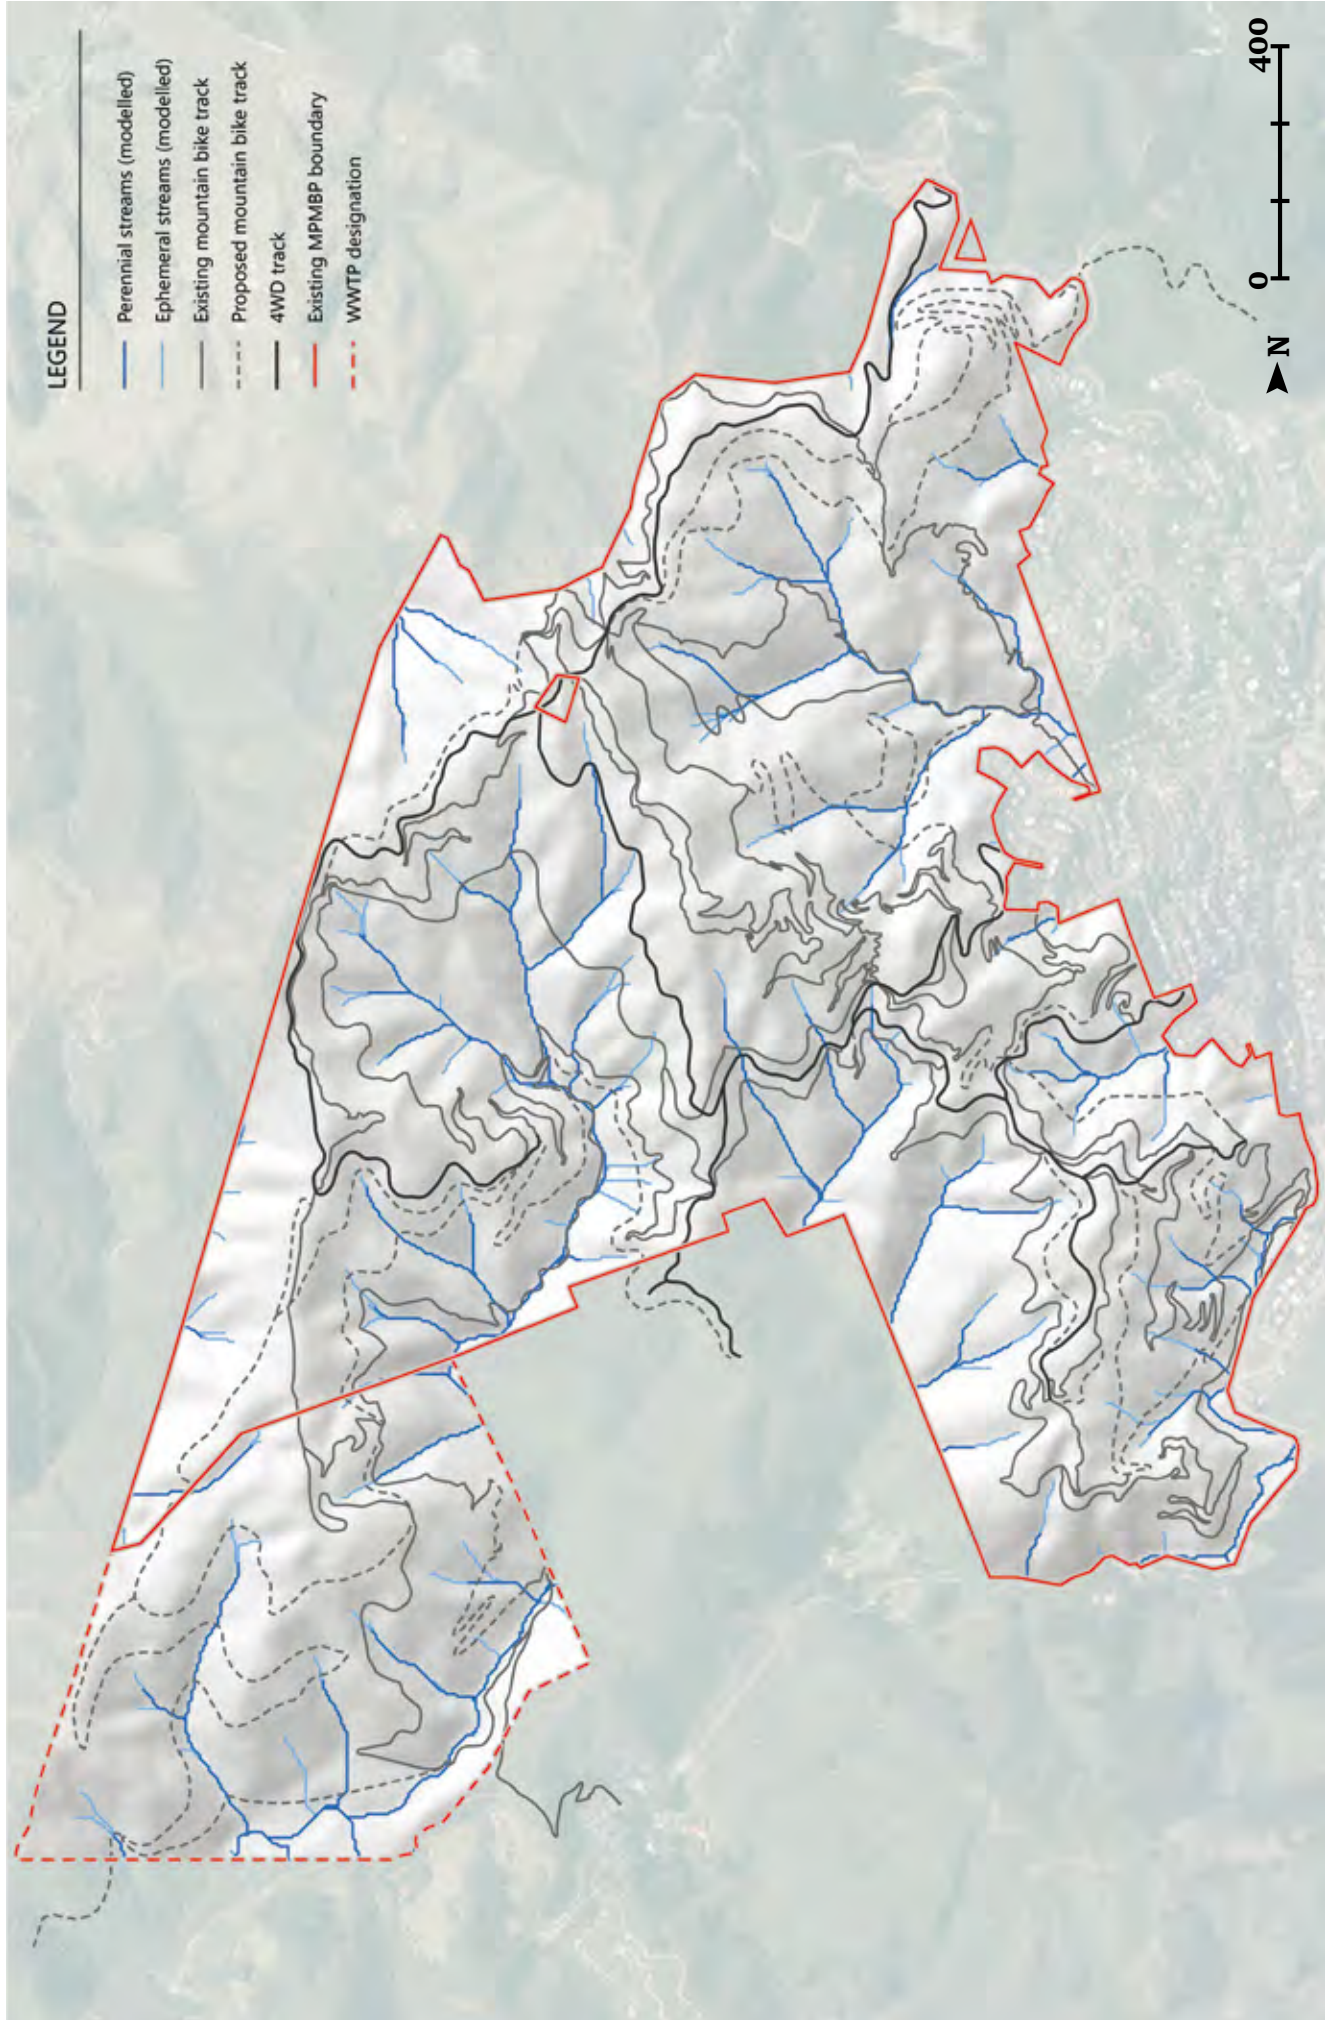 LEGEND
Perennial streams (modelled)
Ephemeral streams (modelled)
Existing mountain bike track
Proposed mountain bike track
4WD track
Existing MPMBP boundary
WWTP designation
N
0
400